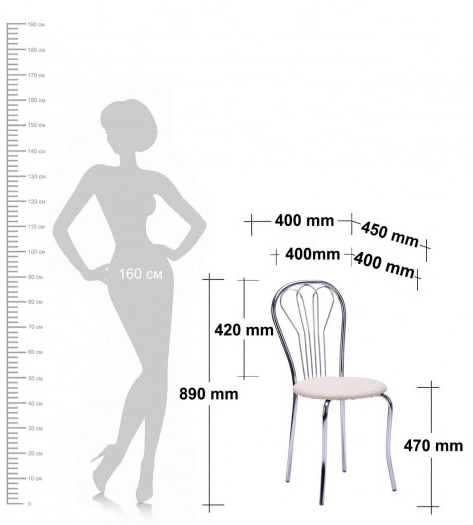 190 см
180 см
170 см
160 см
150 см
140 см
130 см
120 см
110 см
100 см
90 см
80 см
70 см
60 см
50 см
40 см
30 см
20 см
10 см
0
160 см
400 mm
450 mm
400mm
400 mm
420 mm
890 mm
470 mm